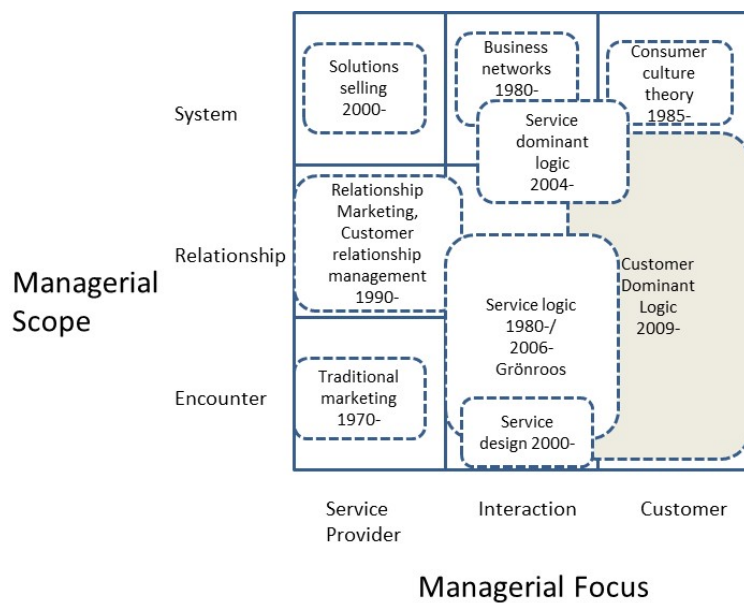 Solutions
selling
2000-
Business
networks
1980-
Consumer
culture
theory
1985-
System
Service
dominant
logic
2004-
Relationship
Marketing,
Customer
relationship
management
1990-
Relationship
Managerial
Scope
Customer
Dominant
Logic
2009-
Service logic
1980-/
2006-
Grönroos
Encounter
Traditional
marketing
1970-
Service
design 2000-
Service
Provider
Interaction
Customer
Managerial Focus